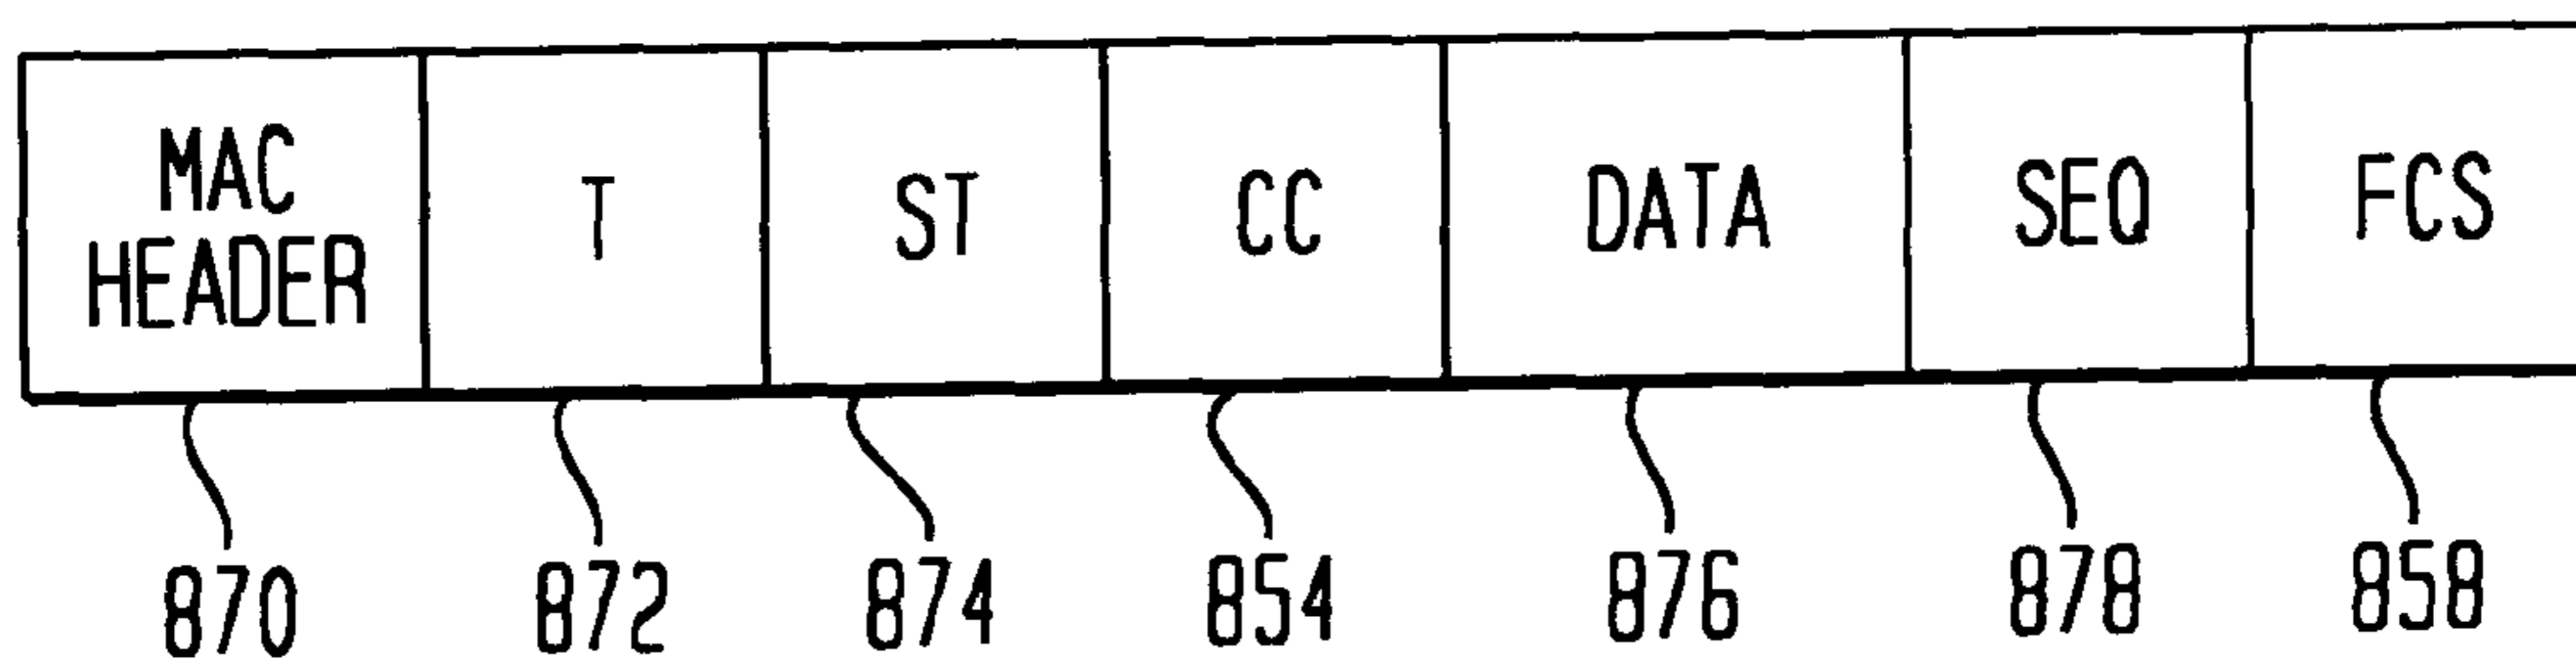 MAC
HEADER
T
ST
CC
DATA
SEQ
FCS
870
872
874
854
876
878
858